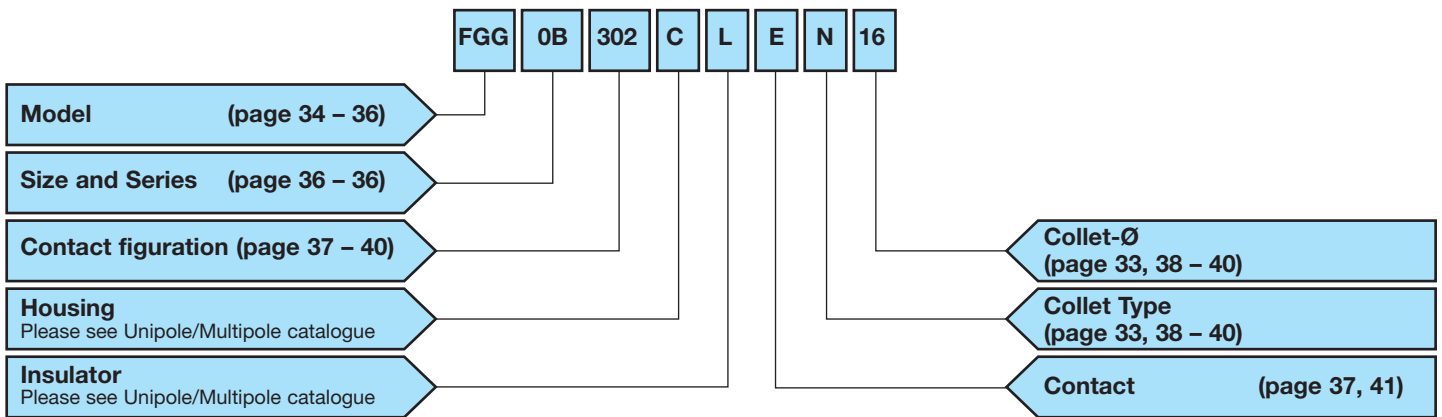 FGG 0B 302 C L E N 16
Model (page 34 – 36)
Size and Series (page 36 – 36)
Contact figuration (page 37 – 40)
Housing
Please see Unipole/Multipole catalogue
Insulator
Please see Unipole/Multipole catalogue
Collet-Ø
(page 33, 38 – 40)
Collet Type
(page 33, 38 – 40)
Contact (page 37, 41)